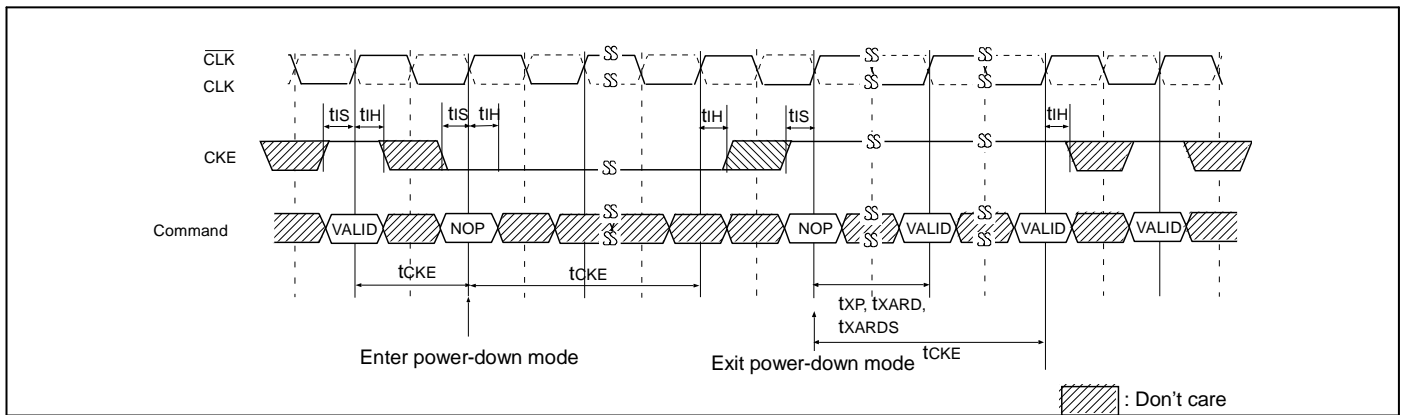 CLK
CLK
tIS tIH tIS tIH tIH tIS tIH
CKE
Command VALID NOP NOP VALID VALID VALID
tCKE tCKE
tXP, tXARD,
tXARDS
Enter power-down mode Exit power-down mode tCKE
: Don't care